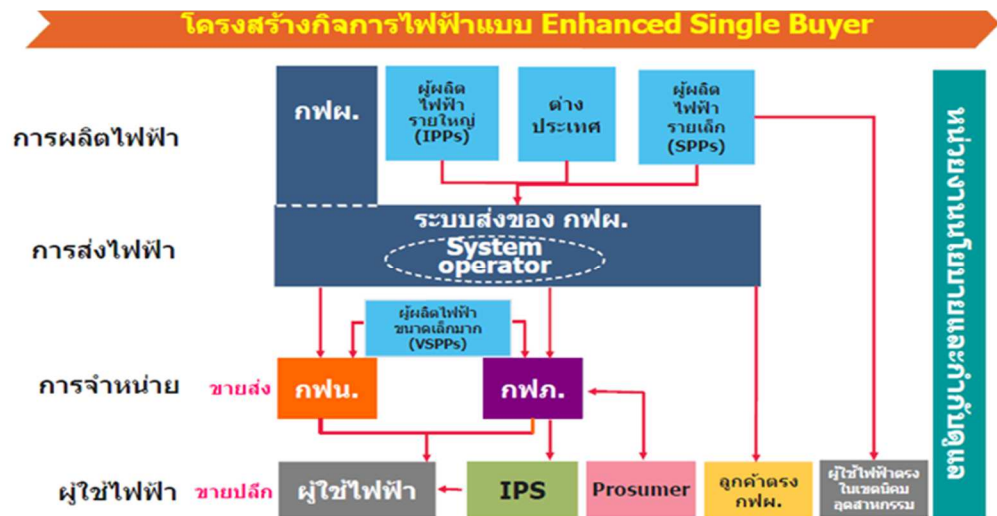 โครงสร้างกิจการไฟฟ้าแบบ Enhanced Single Buyer
การผลิตไฟฟ้า
กฟผ.
ผู้ผลิต
ไฟฟ้า
รายใหญ่
(IPPs)
ต่าง
ประเทศ
ผู้ผลิต
ไฟฟ้า
รายเล็ก
(SPPs)
การส่งไฟฟ้า
ระบบส่งของ กฟผ.
System
operator
ผู้ผลิตไฟฟ้า
ขนาดเล็กมาก
(VSPPs)
การจำหน่าย
ขายส่ง
กฟน.
กฟภ.
ผู้ใช้ไฟฟ้า
ขายปลีก
ผู้ใช้ไฟฟ้า
IPS
Prosumer
ลูกค้าตรง
กฟผ.
ผู้ใช้ไฟฟ้าตรง
ในเขตนิคม
อุตสาหกรรม
หน่วยงานนโยบายและกำกับดูแล